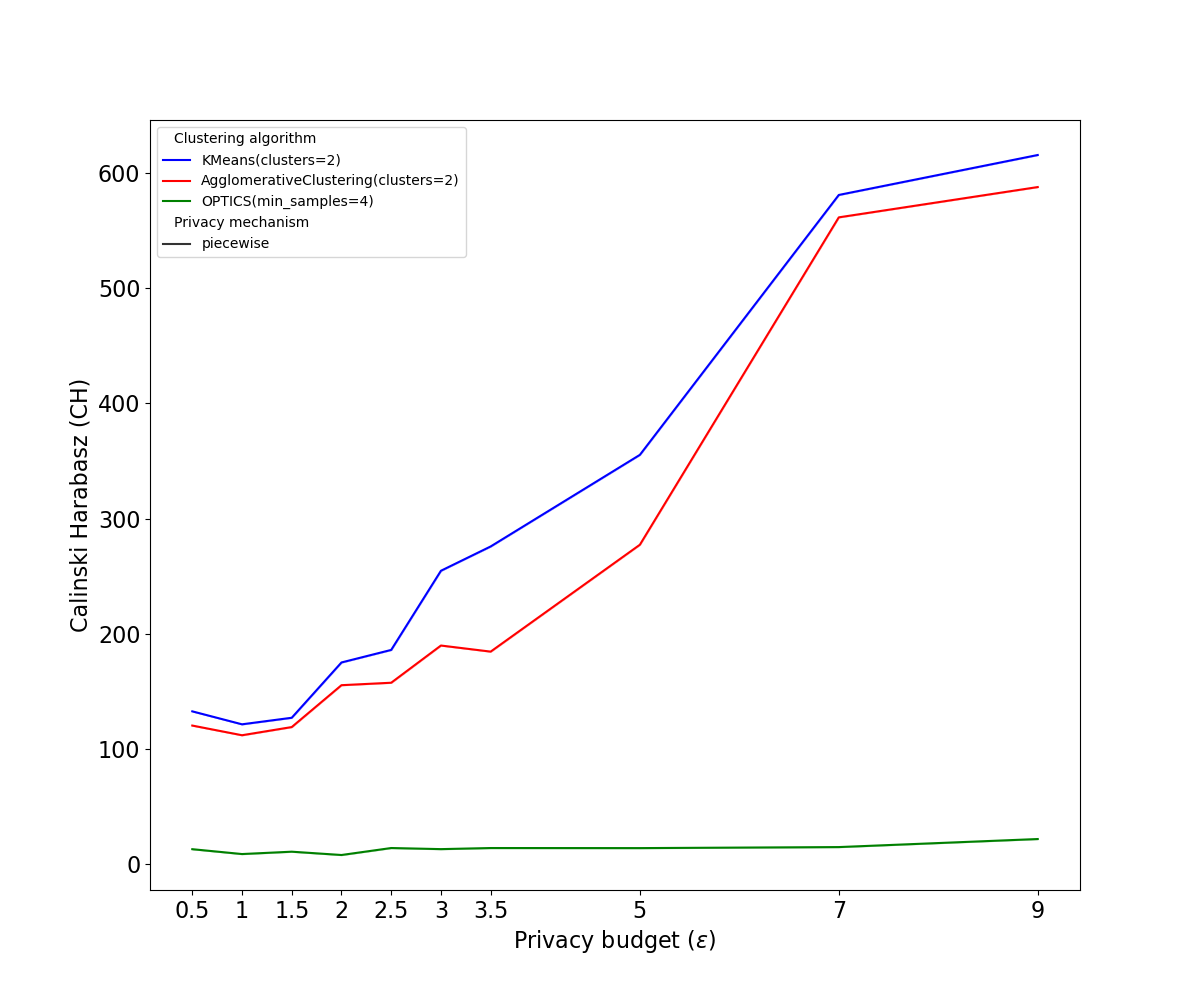 Clustering algorithm
KMeans(clusters=2)
AgglomerativeClustering(clusters=2)
OPTICS(min_samples=4)
Privacy mechanism
piecewise
600
500
400
300
200
100
0
Calinski Harabasz (CH)
0.5 1 1.5 2 2.5 3 3.5 5 7 9
Privacy budget (ε)